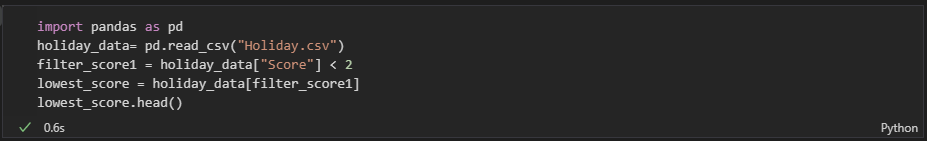 import pandas as pd
holiday_data= pd.read_csv("Holiday.csv")
filter_score1 = holiday_data["Score"] < 2
lowest_score = holiday_data[filter_score1]
lowest_score.head()
✓ 0.6s Python